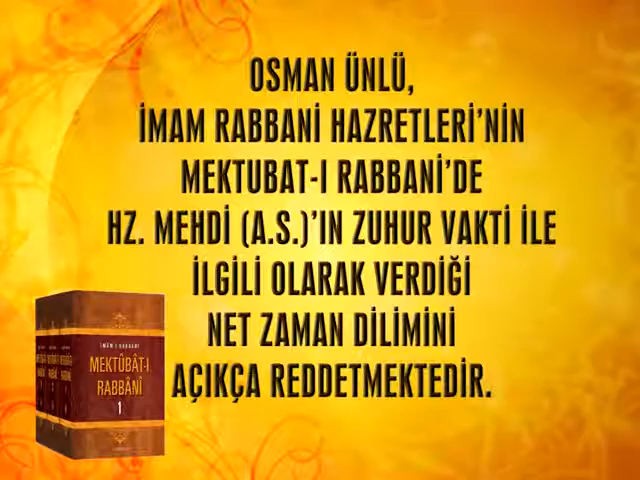 OSMAN ÜNLÜ,
İMAM RABBANİ HAZRETLERİ'NİN
MEKTUBAT-I RABBANİ'DE
HZ. MEHDİ (A.S.)'IN ZUHUR VAKTİ İLE
İLGİLİ OLARAK VERDİĞİ
NET ZAMAN DİLİMİNİ
AÇIKÇA REDDETMEKTEDİR.
İMÂM-I RABBÂNÎ
MEKTÛBÂT-I
RABBÂNÎ
1